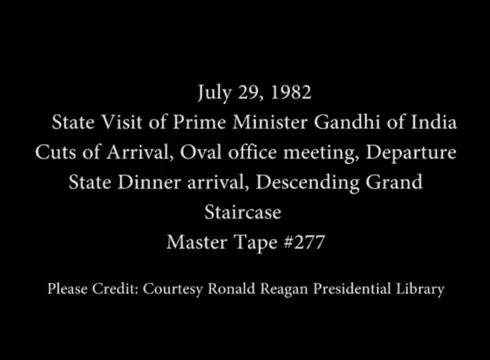 July 29, 1982
State Visit of Prime Minister Gandhi of India
Cuts of Arrival, Oval office meeting, Departure
State Dinner arrival, Descending Grand
Staircase
Master Tape #277
Please Credit: Courtesy Ronald Reagan Presidential Library